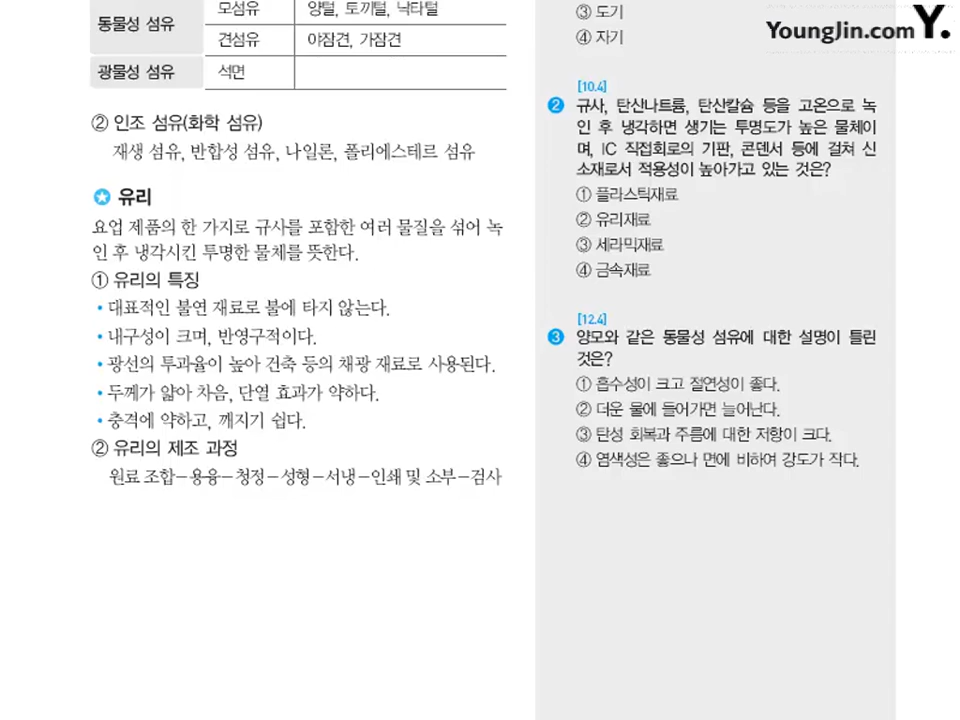 동물성 섬유
모섬유 양털, 토끼털, 낙타털
견섬유 야잠견, 가잠견
광물성 섬유 석면
② 인조 섬유(화학 섬유)
재생 섬유, 반합성 섬유, 나일론, 폴리에스테르 섬유
유리
요업 제품의 한 가지로 규사를 포함한 여러 물질을 섞어 녹
인 후 냉각시킨 투명한 물체를 뜻한다.
① 유리의 특징
• 대표적인 불연 재료로 불에 타지 않는다.
• 내구성이 크며, 반영구적이다.
• 광선의 투과율이 높아 건축 등의 채광 재료로 사용된다.
• 두께가 얇아 차음, 단열 효과가 약하다.
• 충격에 약하고, 깨지기 쉽다.
② 유리의 제조 과정
원료 조합–용융–청정–성형–서냉–인쇄 및 소부–검사
③ 도기
④ 자기
YoungJin.com Y.
[10.4]
2 규사, 탄산나트륨, 탄산칼슘 등을 고온으로 녹
인 후 냉각하면 생기는 투명도가 높은 물체이
며, IC 직접회로의 기판, 콘덴서 등에 걸쳐 신
소재로서 적용성이 높아가고 있는 것은?
① 플라스틱재료
② 유리재료
③ 세라믹재료
④ 금속재료
[12.4]
3 양모와 같은 동물성 섬유에 대한 설명이 틀린
것은?
① 흡수성이 크고 절연성이 좋다.
② 더운 물에 들어가면 늘어난다.
③ 탄성 회복과 주름에 대한 저항이 크다.
④ 염색성은 좋으나 면에 비하여 강도가 작다.